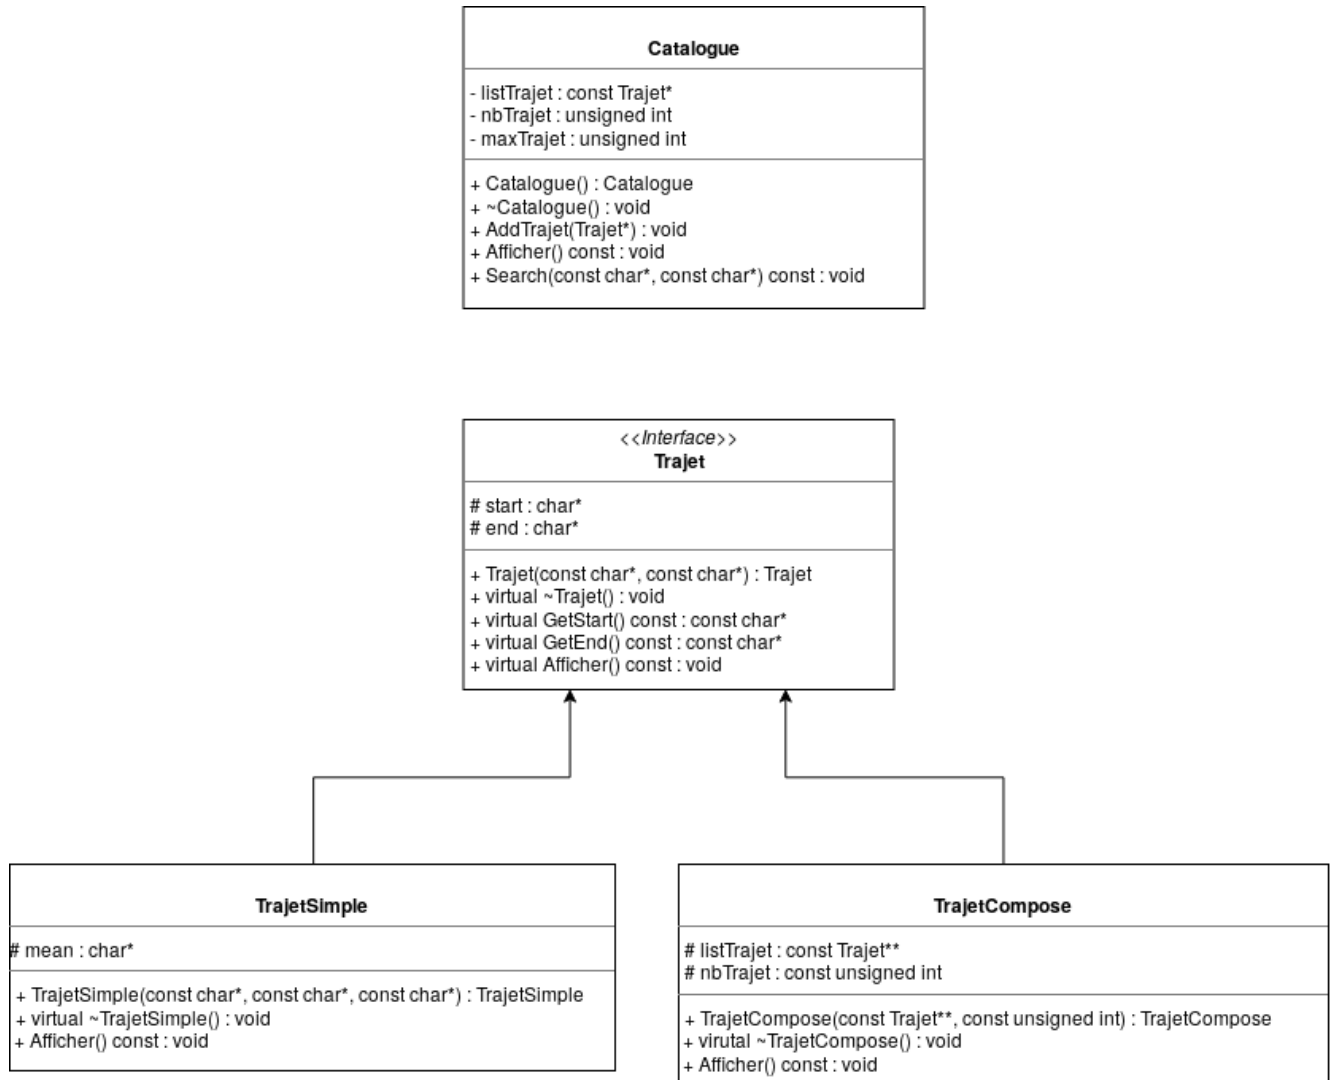 Catalogue
- listTrajet : const Trajet*
- nbTrajet : unsigned int
- maxTrajet : unsigned int
+ Catalogue() : Catalogue
+ ~Catalogue() : void
+ AddTrajet(Trajet*) : void
+ Afficher() const : void
+ Search(const char*, const char*) const : void
<<Interface>>
Trajet
# start : char*
# end : char*
+ Trajet(const char*, const char*) : Trajet
+ virtual ~Trajet() : void
+ virtual GetStart() const : const char*
+ virtual GetEnd() const : const char*
+ virtual Afficher() const : void
TrajetSimple
# mean : char*
+ TrajetSimple(const char*, const char*, const char*) : TrajetSimple
+ virtual ~TrajetSimple() : void
+ Afficher() const : void
TrajetCompose
# listTrajet : const Trajet**
# nbTrajet : const unsigned int
+ TrajetCompose(const Trajet**, const unsigned int) : TrajetCompose
+ virutal ~TrajetCompose() : void
+ Afficher() const : void